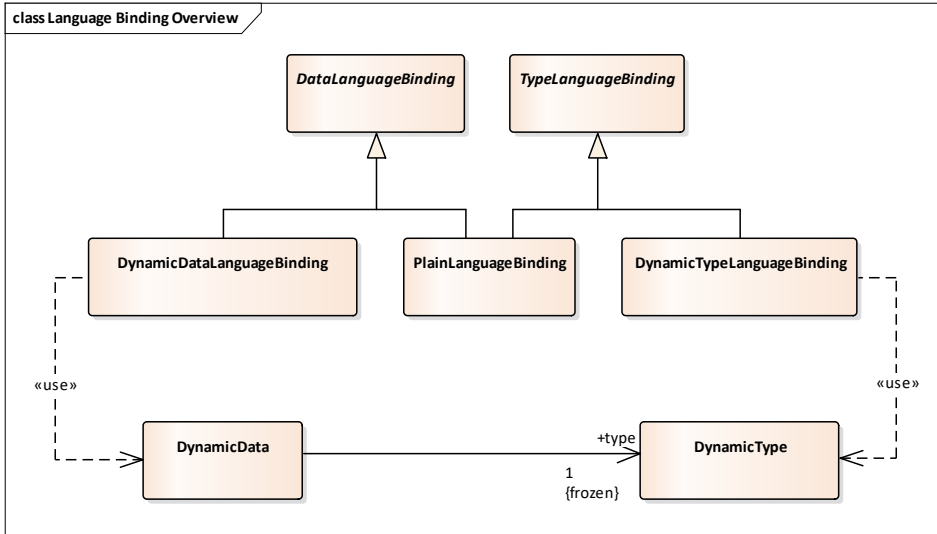 class Language Binding Overview
DataLanguageBinding
TypeLanguageBinding
DynamicDataLanguageBinding
PlainLanguageBinding
DynamicTypeLanguageBinding
«use»
«use»
DynamicData
+type
DynamicType
1
{frozen}